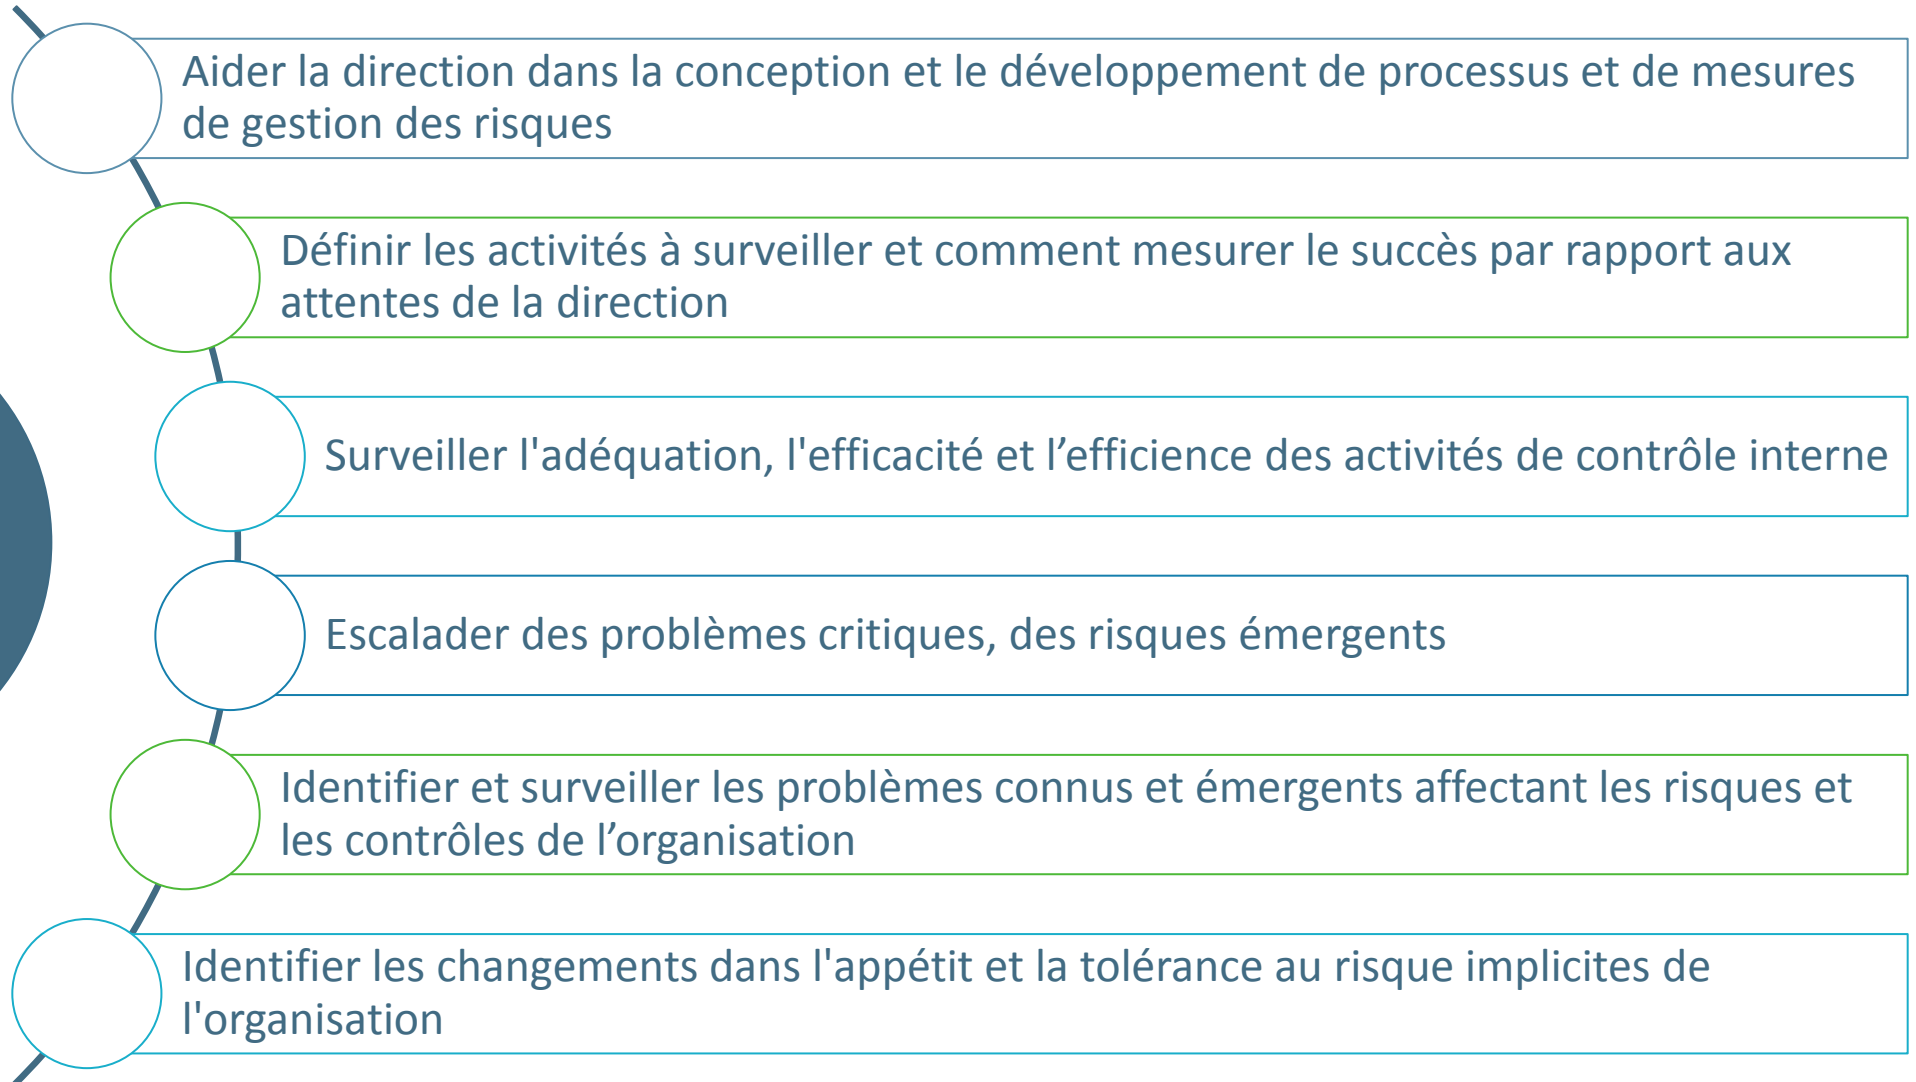 Aider la direction dans la conception et le développement de processus et de mesures
de gestion des risques
Définir les activités à surveiller et comment mesurer le succès par rapport aux
attentes de la direction
Surveiller l'adéquation, l'efficacité et l’efficience des activités de contrôle interne
Escalader des problèmes critiques, des risques émergents
Identifier et surveiller les problèmes connus et émergents affectant les risques et
les contrôles de l’organisation
Identifier les changements dans l'appétit et la tolérance au risque implicites de
l'organisation